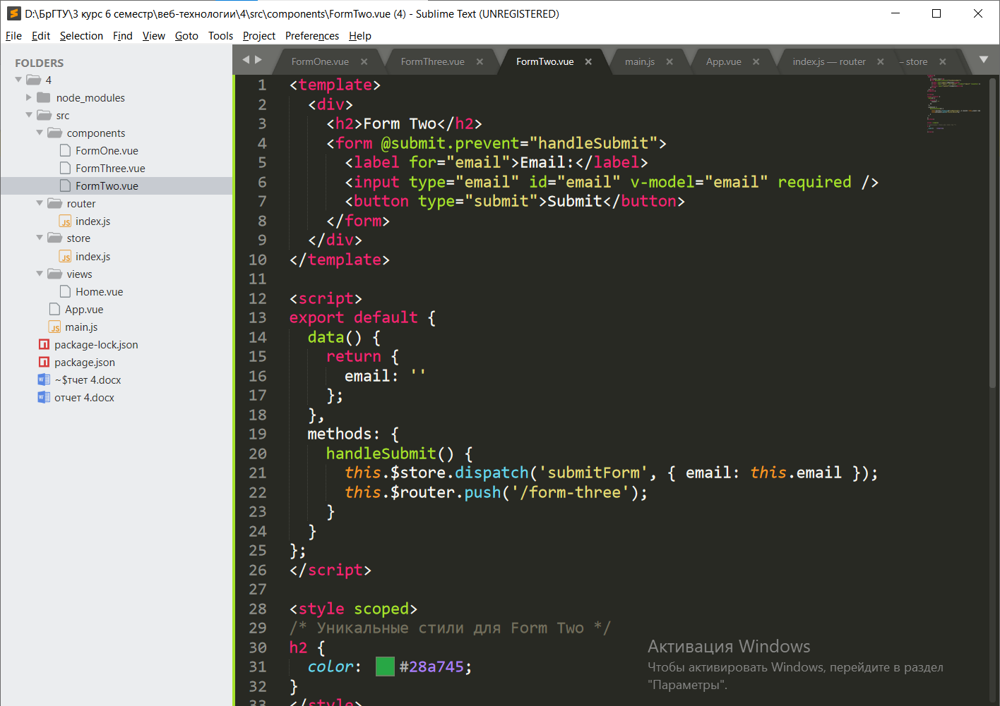 D:\БрГТУ\3 курс 6 семестр\веб-технологии\4\src\components\FormTwo.vue (4) - Sublime Text (UNREGISTERED)
File Edit Selection Find View Goto Tools Project Preferences Help
FOLDERS
4
node_modules
src
components
FormOne.vue
FormThree.vue
FormTwo.vue
router
index.js
store
index.js
views
Home.vue
App.vue
main.js
package-lock.json
package.json
~$тчет 4.docx
отчет 4.docx
FormOne.vue FormThree.vue FormTwo.vue main.js App.vue index.js — router – store
1 <template>
2 <div>
3 <h2>Form Two</h2>
4 <form @submit.prevent="handleSubmit">
5 <label for="email">Email:</label>
6 <input type="email" id="email" v-model="email" required />
7 <button type="submit">Submit</button>
8 </form>
9 </div>
10 </template>
11
12 <script>
13 export default {
14 data() {
15 return {
16 email: ''
17 };
18 },
19 methods: {
20 handleSubmit() {
21 this.$store.dispatch('submitForm', { email: this.email });
22 this.$router.push('/form-three');
23 }
24 }
25 };
26 </script>
27
28 <style scoped>
29 /* Уникальные стили для Form Two */
30 h2 {
31 color: #28a745;
32 }
33 </style>
Активация Windows
Чтобы активировать Windows, перейдите в раздел
"Параметры".